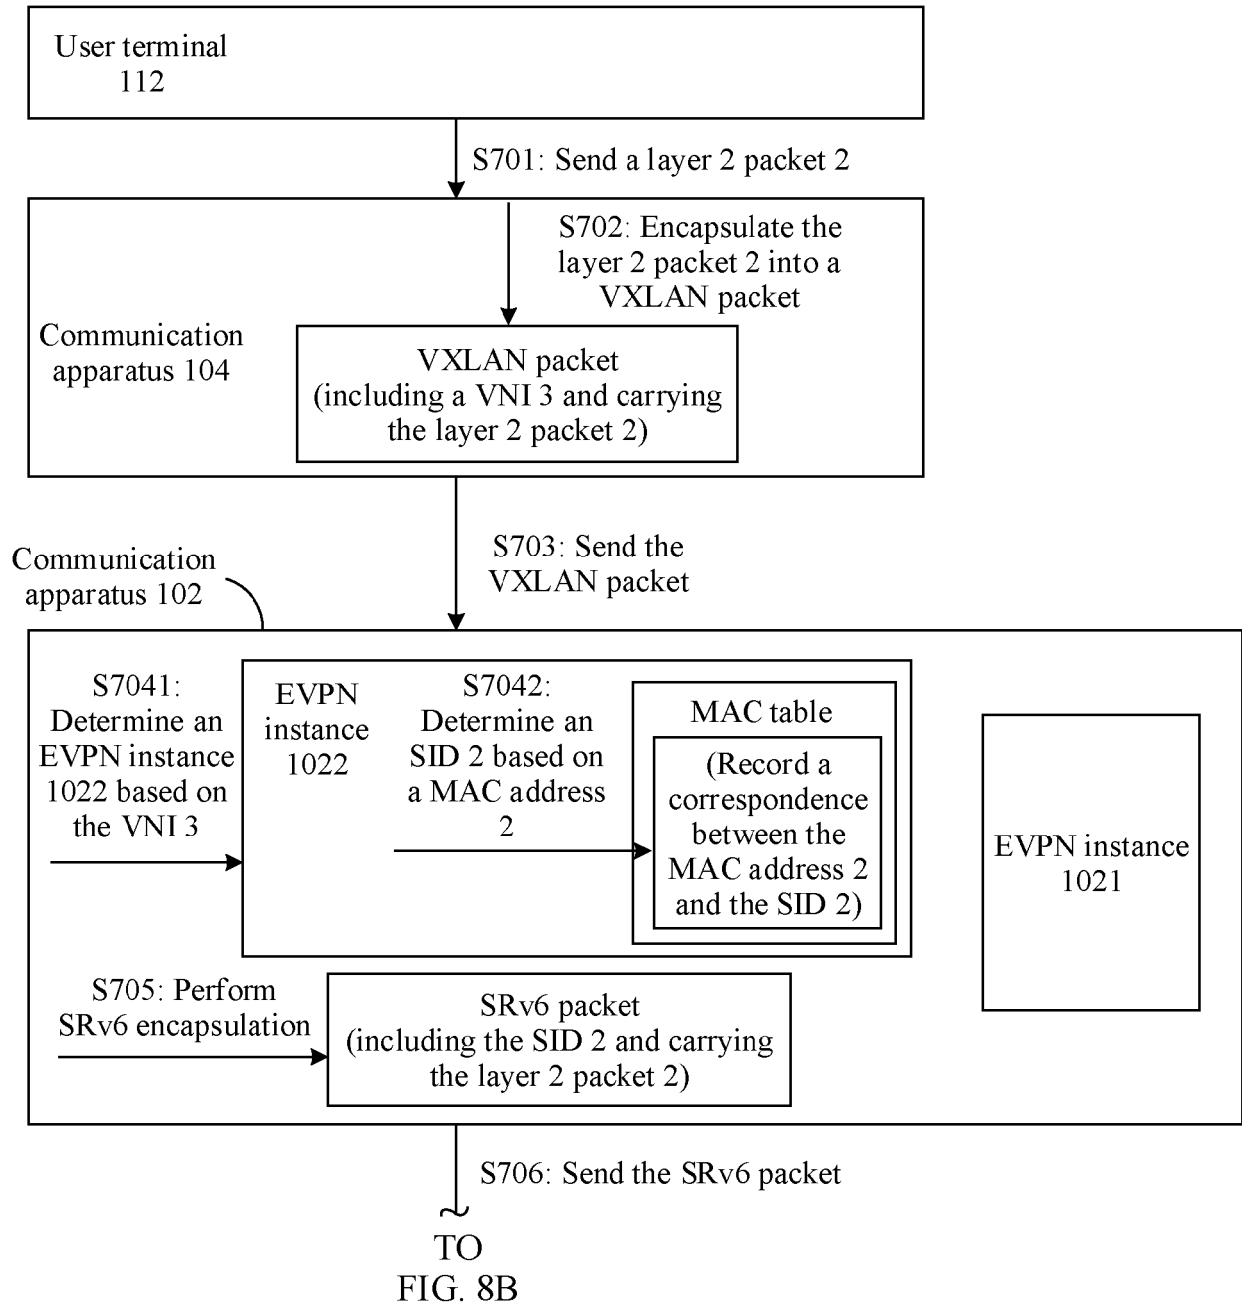 User terminal
112
S701: Send a layer 2 packet 2
S702: Encapsulate the
layer 2 packet 2 into a
VXLAN packet
Communication
apparatus 104
VXLAN packet
(including a VNI 3 and carrying
the layer 2 packet 2)
S703: Send the
VXLAN packet
Communication
apparatus 102
S7041:
Determine an
EVPN instance
1022 based on
the VNI 3
EVPN
instance
1022
S7042:
Determine an
SID 2 based on
a MAC address
2
MAC table
(Record a
correspondence
between the
MAC address 2
and the SID 2)
EVPN instance
1021
S705: Perform
SRv6 encapsulation
SRv6 packet
(including the SID 2 and carrying
the layer 2 packet 2)
S706: Send the SRv6 packet
TO
FIG. 8B